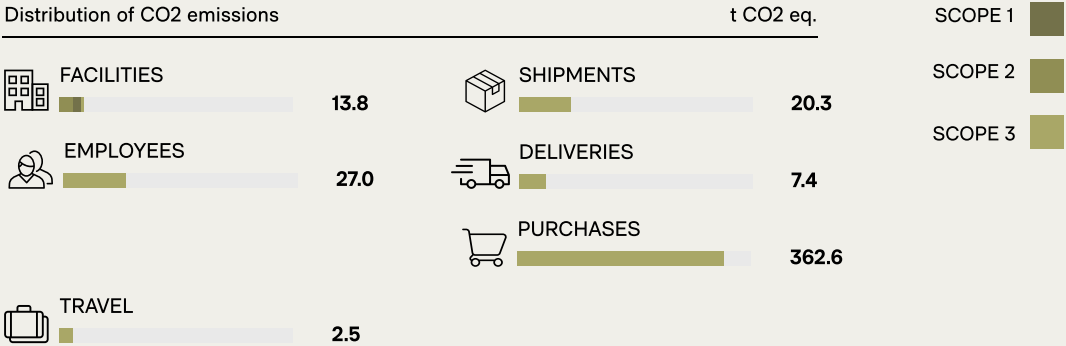 Distribution of CO2 emissions
t CO2 eq.
SCOPE 1
SCOPE 2
SCOPE 3
FACILITIES
13.8
SHIPMENTS
20.3
EMPLOYEES
27.0
DELIVERIES
7.4
PURCHASES
362.6
TRAVEL
2.5